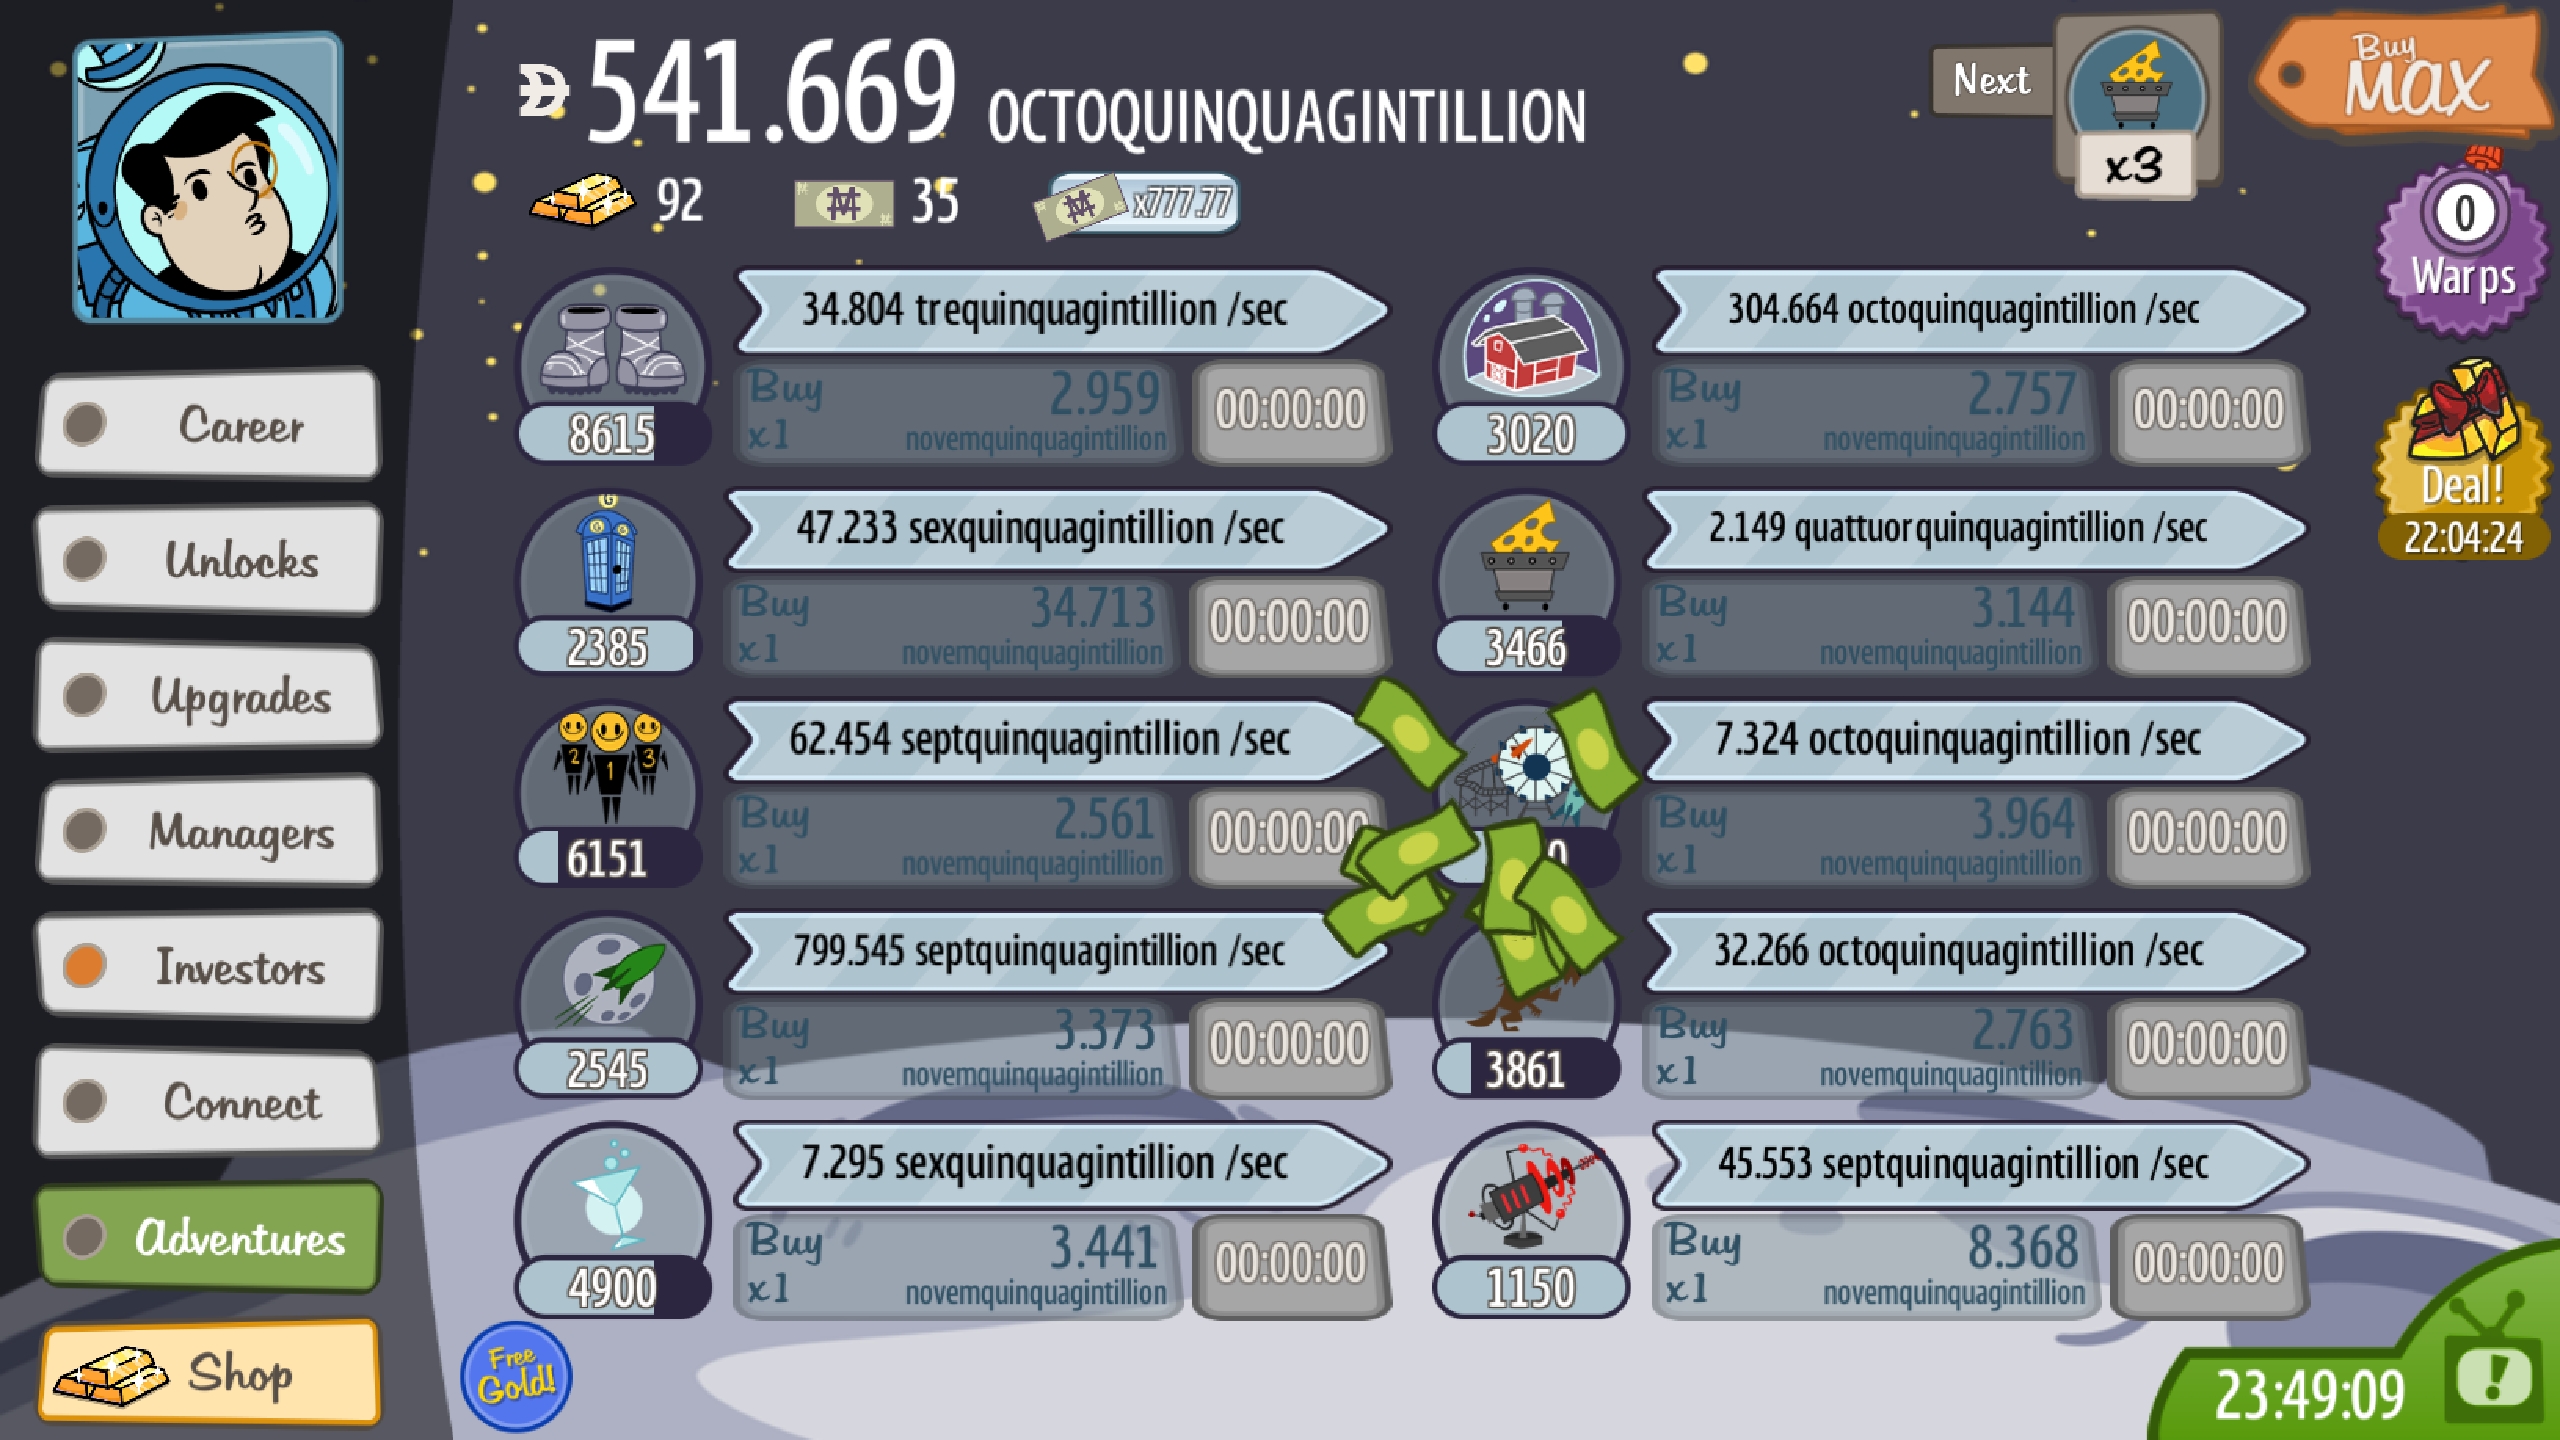 541.669 OCTOQUINQUAGINTILLION
92 35 x777.77
Next
x3
Buy
MAX
0
Warps
Deal!
22:04:24
Career
Unlocks
Upgrades
Managers
Investors
Connect
Adventures
Shop
34.804 trequinquagintillion /sec
Buy 2.959
x1 novemquinquagintillion
00:00:00
8615
G
47.233 sexquinquagintillion /sec
Buy 34.713
x1 novemquinquagintillion
00:00:00
2385
2 1 3
62.454 septquinquagintillion /sec
Buy 2.561
x1 novemquinquagintillion
00:00:00
6151
799.545 septquinquagintillion /sec
Buy 3.373
x1 novemquinquagintillion
00:00:00
2545
7.295 sexquinquagintillion /sec
Buy 3.441
x1 novemquinquagintillion
00:00:00
4900
304.664 octoquinquagintillion /sec
Buy 2.757
x1 novemquinquagintillion
00:00:00
3020
2.149 quattuorquinquagintillion /sec
Buy 3.144
x1 novemquinquagintillion
00:00:00
3466
7.324 octoquinquagintillion /sec
Buy 3.964
x1 novemquinquagintillion
00:00:00
32.266 octoquinquagintillion /sec
Buy 2.763
x1 novemquinquagintillion
00:00:00
3861
45.553 septquinquagintillion /sec
Buy 8.368
x1 novemquinquagintillion
00:00:00
1150
Free
Gold!
23:49:09
!